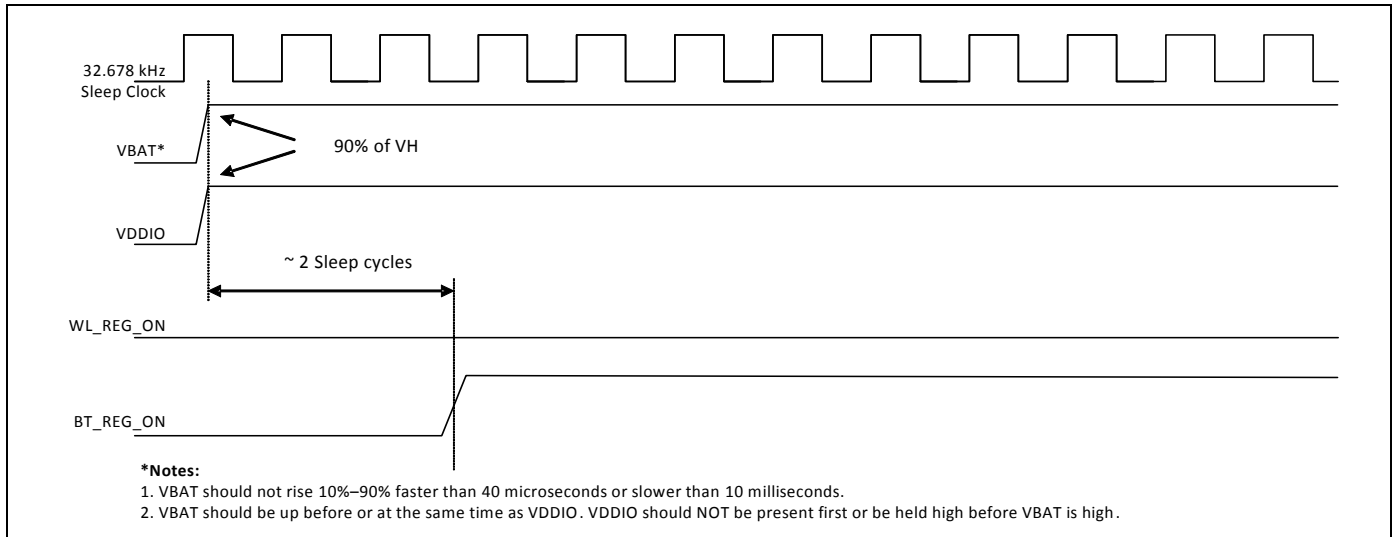 32.678 kHz
Sleep Clock
VBAT*
90% of VH
VDDIO
~ 2 Sleep cycles
WL_REG_ON
BT_REG_ON
*Notes:
1. VBAT should not rise 10%–90% faster than 40 microseconds or slower than 10 milliseconds.
2. VBAT should be up before or at the same time as VDDIO. VDDIO should NOT be present first or be held high before VBAT is high.